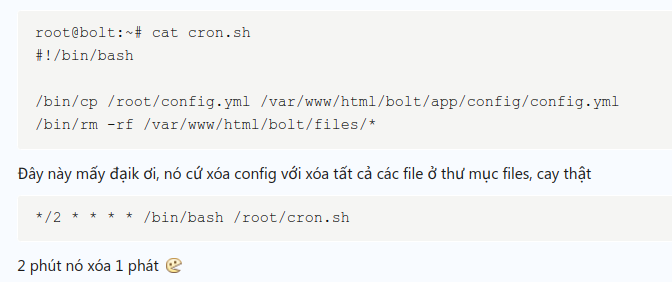 root@bolt:~# cat cron.sh
#!/bin/bash
/bin/cp /root/config.yml /var/www/html/bolt/app/config/config.yml
/bin/rm -rf /var/www/html/bolt/files/*
Đây này mấy đạik ơi, nó cứ xóa config với xóa tất cả các file ở thư mục files, cay thật
*/2 * * * * /bin/bash /root/cron.sh
2 phút nó xóa 1 phát